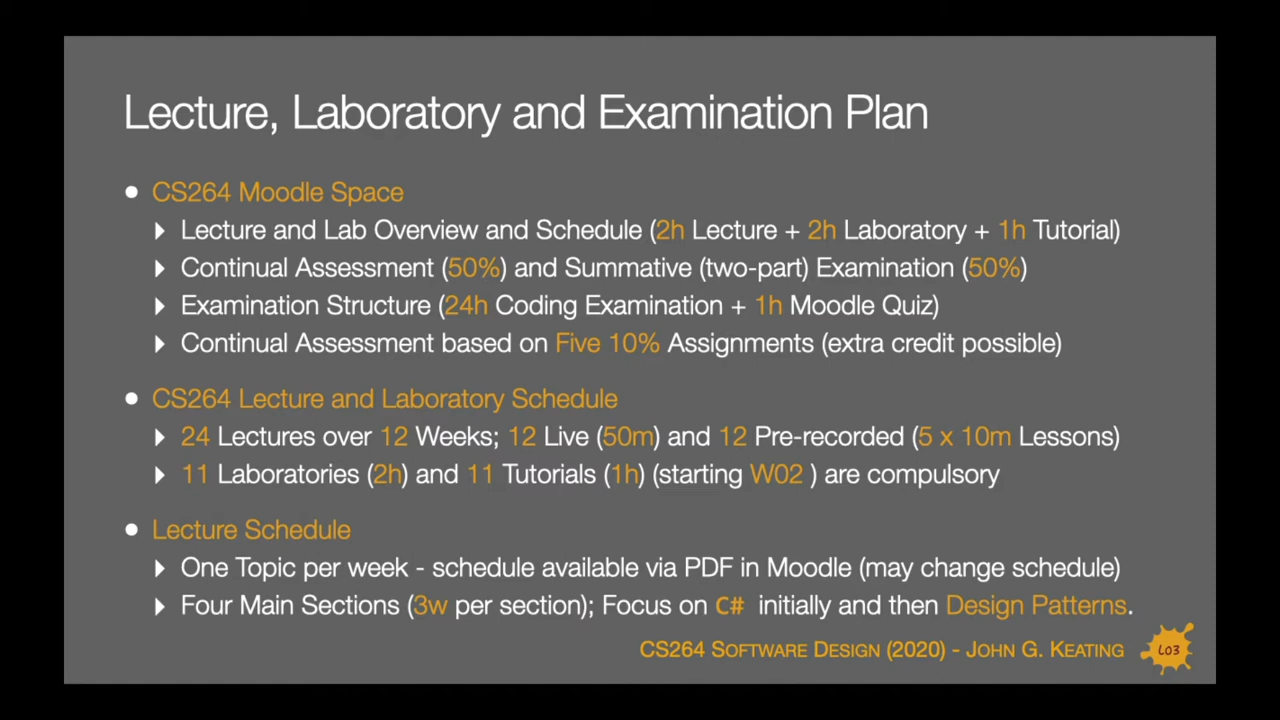 Lecture, Laboratory and Examination Plan
CS264 Moodle Space
Lecture and Lab Overview and Schedule (2h Lecture + 2h Laboratory + 1h Tutorial)
Continual Assessment (50%) and Summative (two-part) Examination (50%)
Examination Structure (24h Coding Examination + 1h Moodle Quiz)
Continual Assessment based on Five 10% Assignments (extra credit possible)
CS264 Lecture and Laboratory Schedule
24 Lectures over 12 Weeks; 12 Live (50m) and 12 Pre-recorded (5 x 10m Lessons)
11 Laboratories (2h) and 11 Tutorials (1h) (starting W02 ) are compulsory
Lecture Schedule
One Topic per week - schedule available via PDF in Moodle (may change schedule)
Four Main Sections (3w per section); Focus on C# initially and then Design Patterns.
CS264 SOFTWARE DESIGN (2020) - JOHN G. KEATING
L03